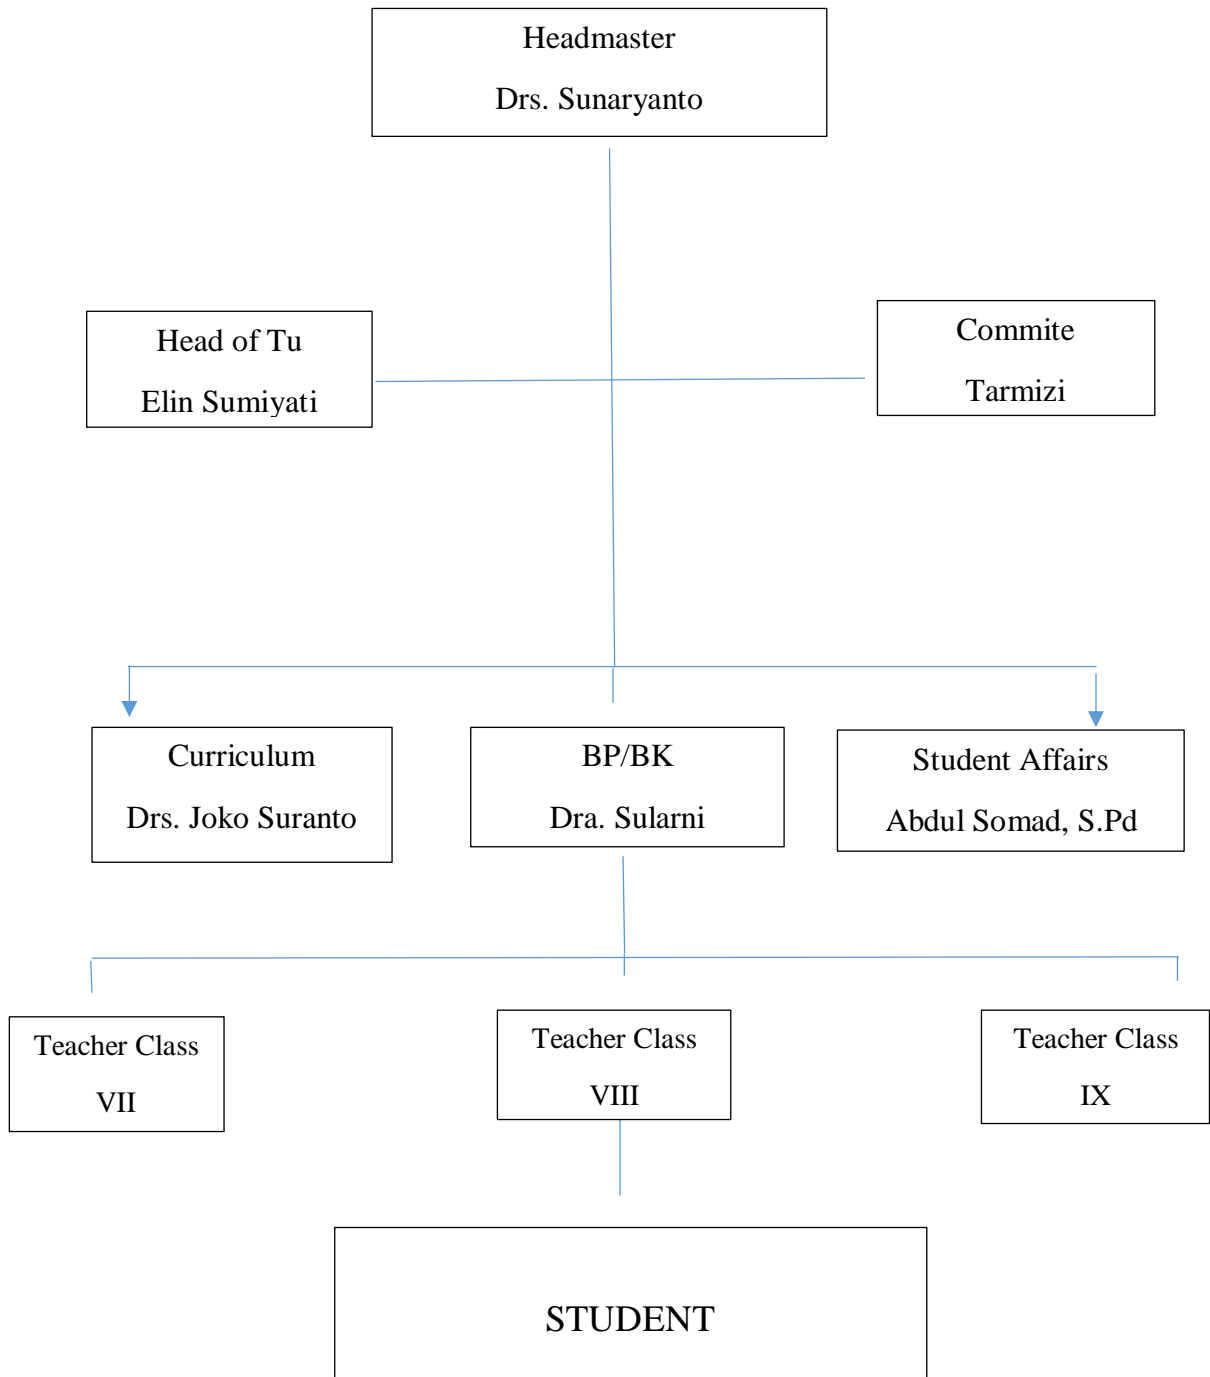 Headmaster
Drs. Sunaryanto
Head of Tu
Elin Sumiyati
Commite
Tarmizi
Curriculum
Drs. Joko Suranto
BP/BK
Dra. Sularni
Student Affairs
Abdul Somad, S.Pd
Teacher Class
VII
Teacher Class
VIII
Teacher Class
IX
STUDENT